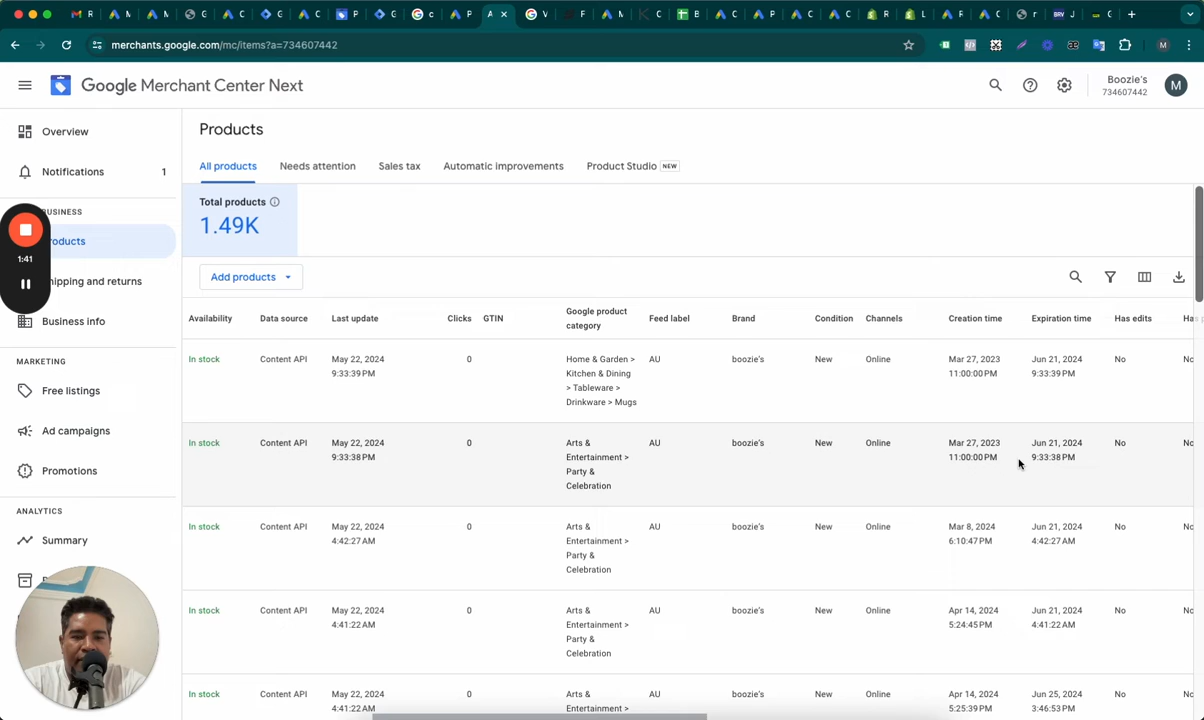 merchants.google.com/mc/items?a=734607442
M
Google Merchant Center Next
Boozie's
734607442
M
Overview
Notifications 1
BUSINESS
Products
Shipping and returns
Business info
MARKETING
Free listings
Ad campaigns
Promotions
ANALYTICS
Summary
1:41
Products
All products Needs attention Sales tax Automatic improvements Product Studio NEW
Total products
1.49K
Add products
Availability Data source Last update Clicks GTIN Google product category Feed label Brand Condition Channels Creation time Expiration time Has edits Has
In stock Content API May 22, 2024 0 Home & Garden > AU boozie's New Online Mar 27, 2023 Jun 21, 2024 No No
9:33:39 PM Kitchen & Dining 11:00:00 PM 9:33:39 PM
> Tableware >
Drinkware > Mugs
In stock Content API May 22, 2024 0 Arts & AU boozie's New Online Mar 27, 2023 Jun 21, 2024 No No
9:33:38 PM Entertainment > 11:00:00 PM 9:33:38 PM
Party &
Celebration
In stock Content API May 22, 2024 0 Arts & AU boozie's New Online Mar 8, 2024 Jun 21, 2024 No No
4:42:27 AM Entertainment > 6:10:47 PM 4:42:27 AM
Party &
Celebration
In stock Content API May 22, 2024 0 Arts & AU boozie's New Online Apr 14, 2024 Jun 21, 2024 No No
4:41:22 AM Entertainment > 5:24:45 PM 4:41:22 AM
Party &
Celebration
In stock Content API May 22, 2024 0 Arts & AU boozie's New Online Apr 14, 2024 Jun 25, 2024 No No
4:41:22 AM Entertainment > 5:25:39 PM 3:46:53 PM